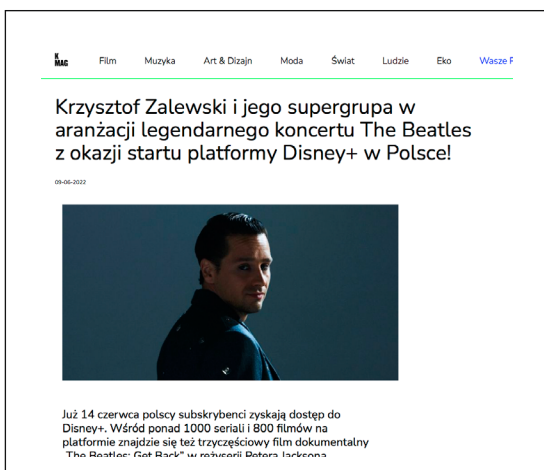 K
MAG
Film Muzyka Art & Dizajn Moda Świat Ludzie Eko Wasze
Krzysztof Zalewski i jego supergrupa w
aranżacji legendarnego koncertu The Beatles
z okazji startu platformy Disney+ w Polsce!
09-06-2022
Już 14 czerwca polscy subskrybenci zyskają dostęp do
Disney+. Wśród ponad 1000 seriali i 800 filmów na
platformie znajdzie się też trzyczęściowy film dokumentalny
„The Beatles: Get Back” w reżyserii Petera Jacksona